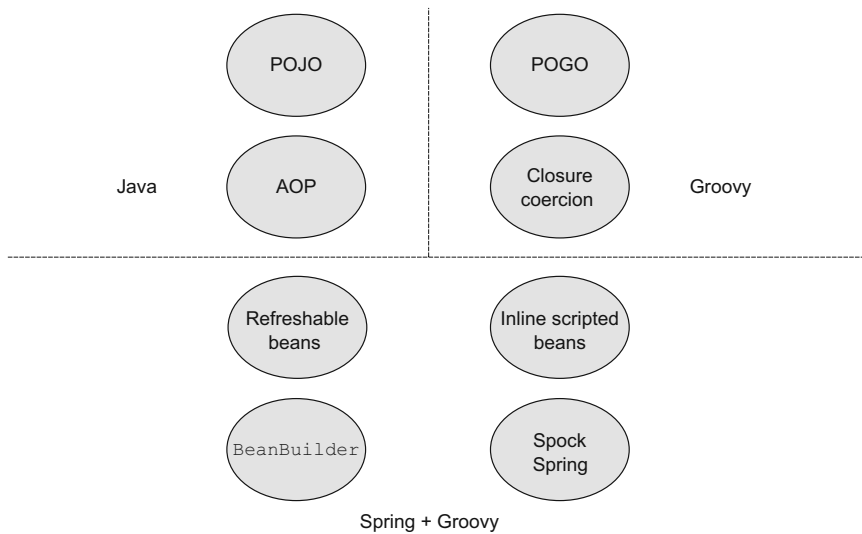 POJO
POGO
Java
AOP
Closure
coercion
Groovy
Refreshable
beans
Inline scripted
beans
BeanBuilder
Spock
Spring
Spring + Groovy